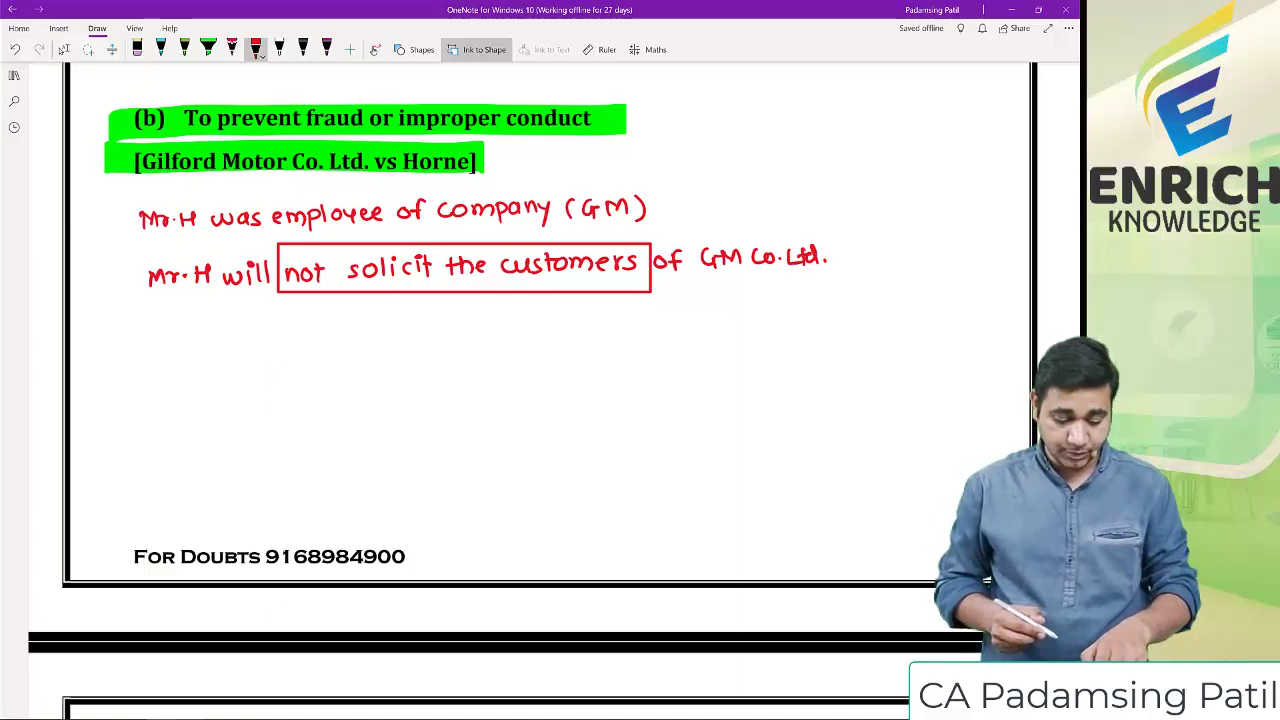 OneNote for Windows 10 (Working offline for 27 days)
Padamsing Patil
Home Insert Draw View Help
Saved offline
Share
Shapes
Ink to Shape
Ink to Text
Ruler
Maths
(b) To prevent fraud or improper conduct
[Gilford Motor Co. Ltd. vs Horne]
Mr. H was employee of company (GM)
Mr. H will not solicit the customers of GM Co. Ltd.
FOR DOUBTS 9168984900
ENRICH
KNOWLEDGE
CA Padamsing Patil